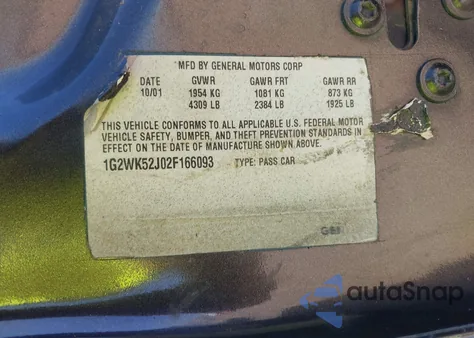 MFD BY GENERAL MOTORS CORP
DATE GVWR GAWR FRT GAWR RR
10/01 1954 KG 1081 KG 873 KG
4309 LB 2384 LB 1925 LB
THIS VEHICLE CONFORMS TO ALL APPLICABLE U.S. FEDERAL MOTOR
VEHICLE SAFETY, BUMPER, AND THEFT PREVENTION STANDARDS IN
EFFECT ON THE DATE OF MANUFACTURE SHOWN ABOVE.
1G2WK52J02F166093 TYPE: PASS CAR
autoSnap